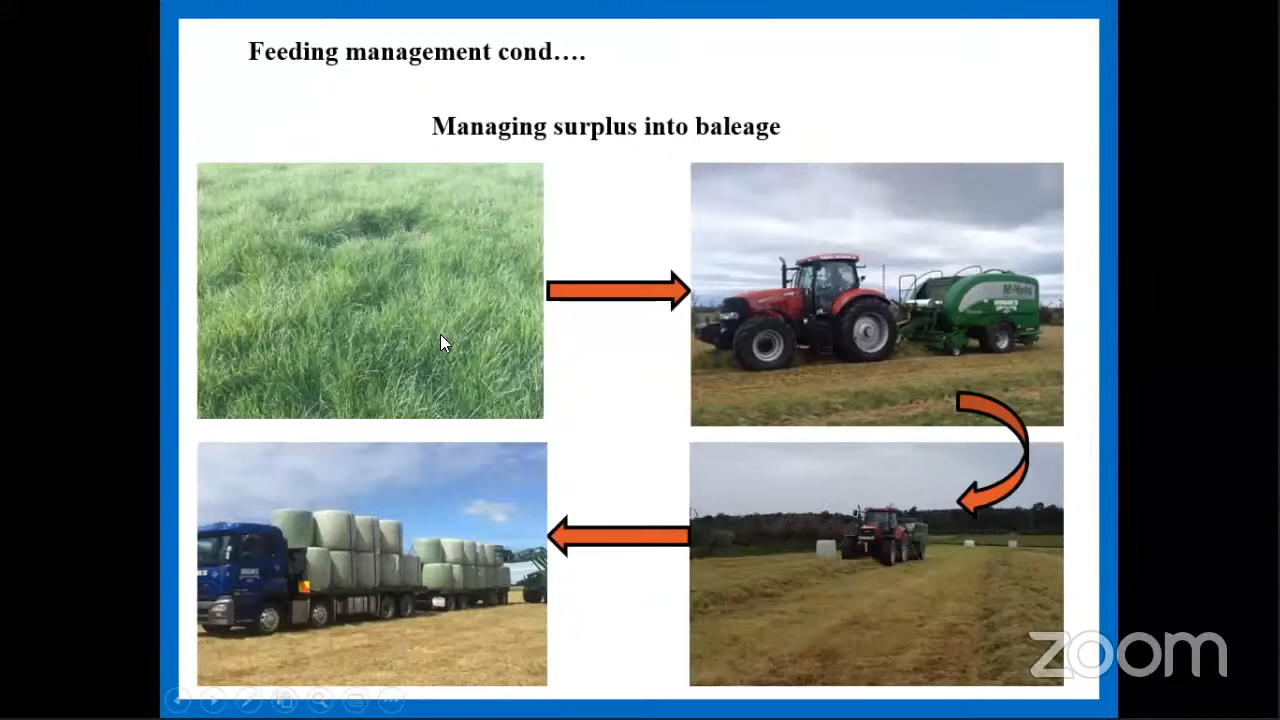 Feeding management cond….
Managing surplus into baleage
zoom